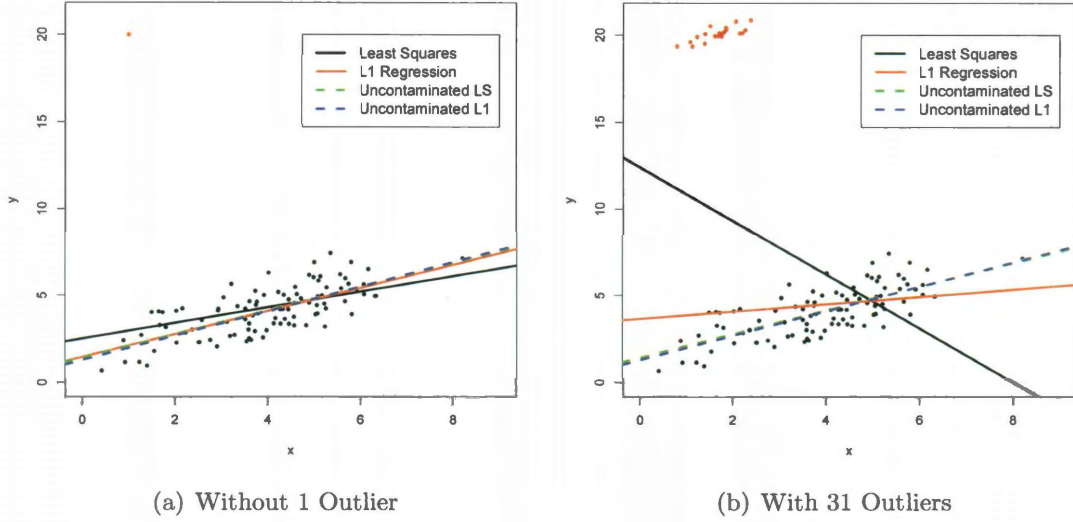 20
15
10
5
0
y
0 2 4 6 8
x
Least Squares
L1 Regression
Uncontaminated LS
Uncontaminated L1
(a) Without 1 Outlier
20
15
10
5
0
y
0 2 4 6 8
x
Least Squares
L1 Regression
Uncontaminated LS
Uncontaminated L1
(b) With 31 Outliers